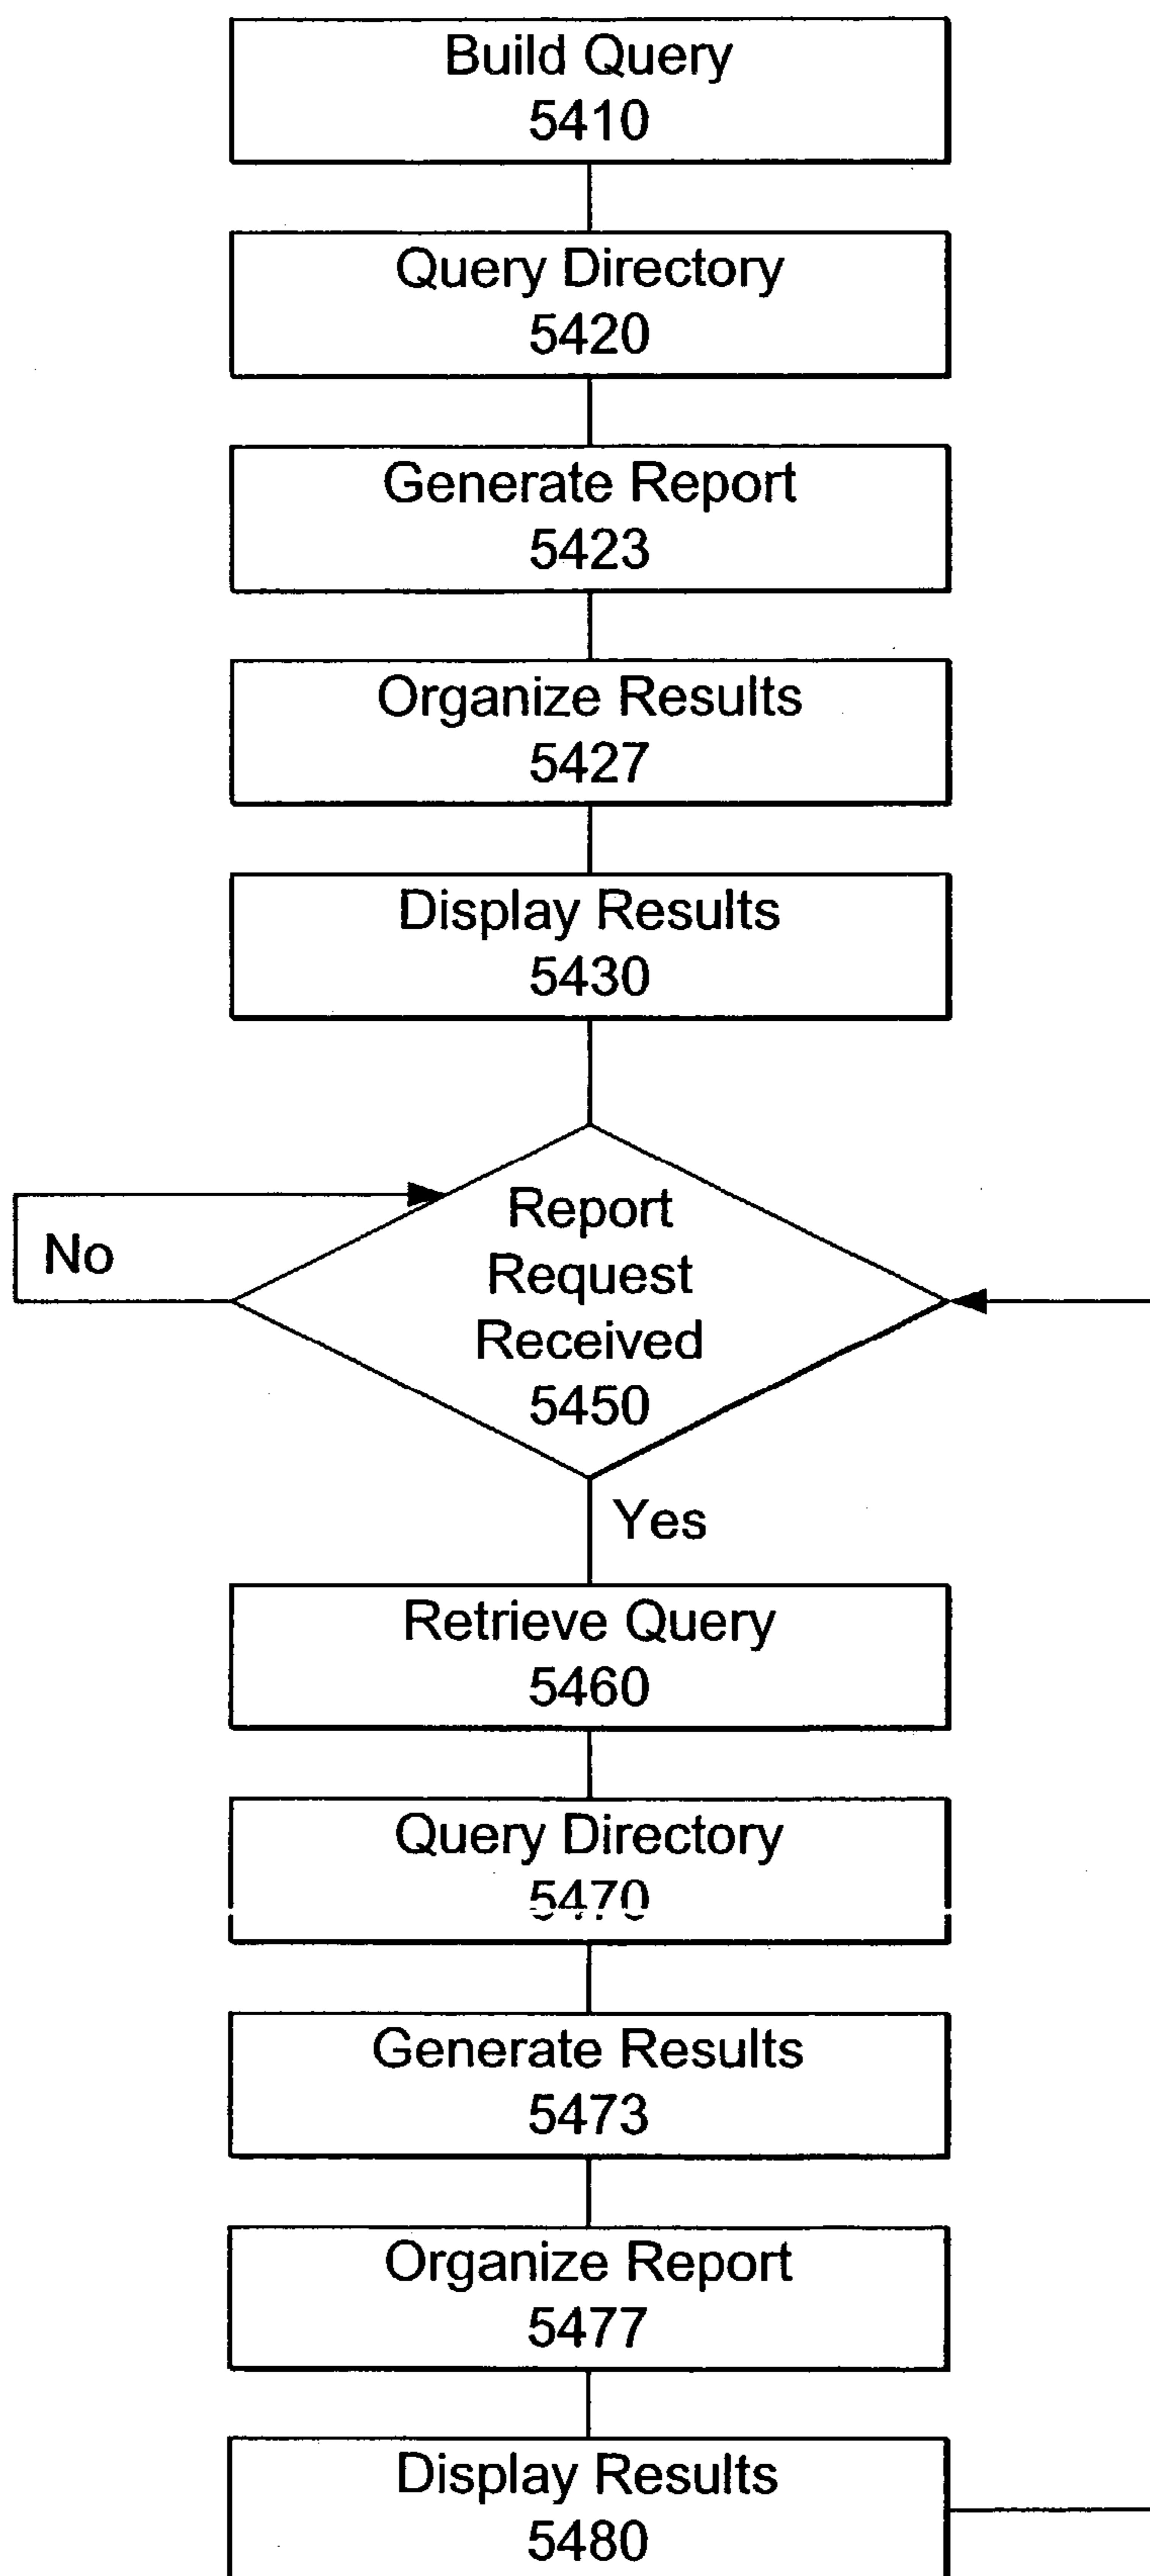 Build Query
5410
Query Directory
5420
Generate Report
5423
Organize Results
5427
Display Results
5430
No
Report
Request
Received
5450
Yes
Retrieve Query
5460
Query Directory
5470
Generate Results
5473
Organize Report
5477
Display Results
5480